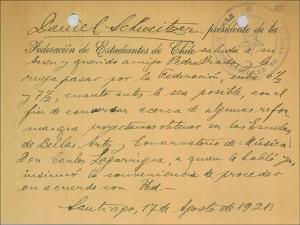 Daniel Schweitzer, presidente de la
Federación de Estudiantes de Chile saluda a su
buen y querido amigo Pedro Prado y le
ruega pasar por la Federación, entre 6½
y 7½, cuanto antes le sea posible, con el
fin de conversar acerca de algunas refor
mas que proyectamos obtener en las Escuelas
de Bellas Artes y Conservatorio de Música.
Don Carlos Lagarrigue, a quien le hablé ya,
insinuó la conveniencia de proceder
en acuerdo con Ud.-
Santiago, 17 de Agosto de 1921.